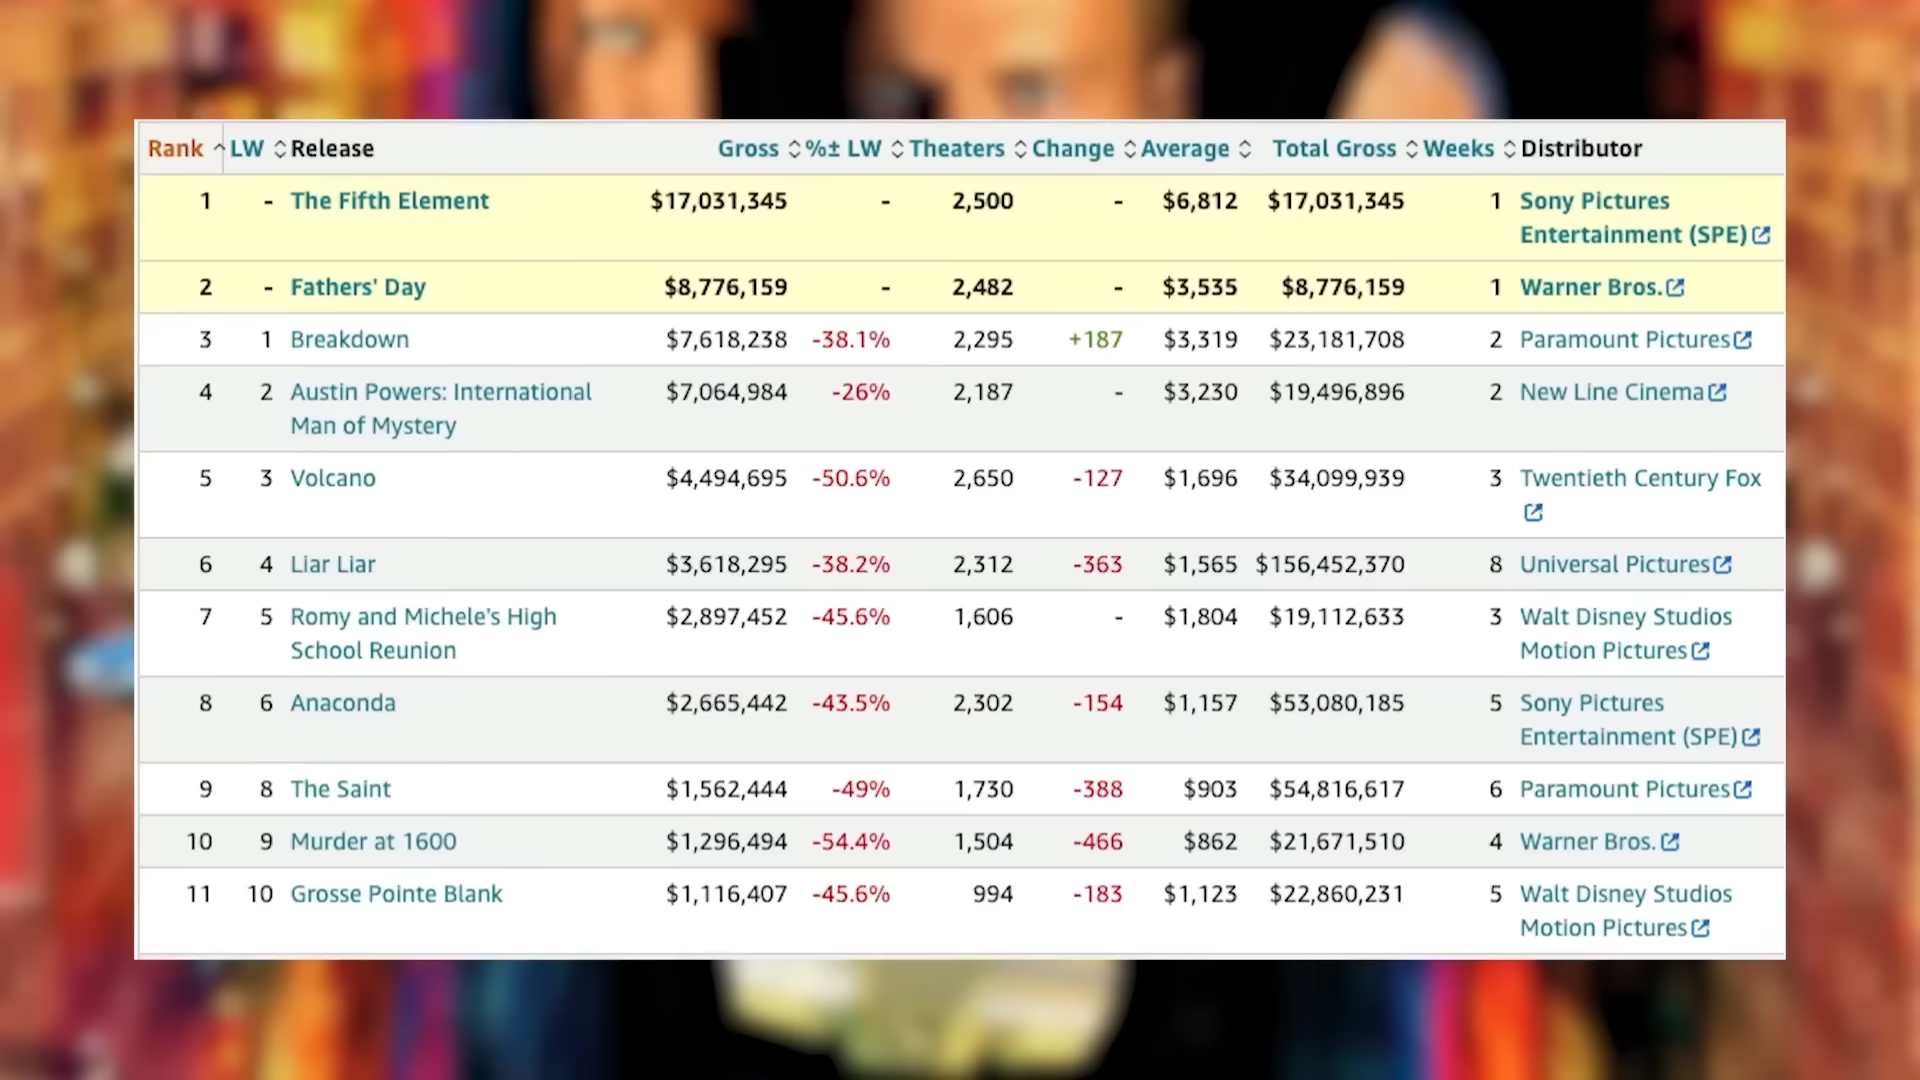 Rank LW Release Gross %± LW Theaters Change Average Total Gross Weeks Distributor
1 - The Fifth Element $17,031,345 - 2,500 - $6,812 $17,031,345 1 Sony Pictures
Entertainment (SPE)
2 - Fathers' Day $8,776,159 - 2,482 - $3,535 $8,776,159 1 Warner Bros.
3 1 Breakdown $7,618,238 -38.1% 2,295 +187 $3,319 $23,181,708 2 Paramount Pictures
4 2 Austin Powers: International $7,064,984 -26% 2,187 - $3,230 $19,496,896 2 New Line Cinema
Man of Mystery
5 3 Volcano $4,494,695 -50.6% 2,650 -127 $1,696 $34,099,939 3 Twentieth Century Fox
6 4 Liar Liar $3,618,295 -38.2% 2,312 -363 $1,565 $156,452,370 8 Universal Pictures
7 5 Romy and Michele's High $2,897,452 -45.6% 1,606 - $1,804 $19,112,633 3 Walt Disney Studios
School Reunion Motion Pictures
8 6 Anaconda $2,665,442 -43.5% 2,302 -154 $1,157 $53,080,185 5 Sony Pictures
Entertainment (SPE)
9 8 The Saint $1,562,444 -49% 1,730 -388 $903 $54,816,617 6 Paramount Pictures
10 9 Murder at 1600 $1,296,494 -54.4% 1,504 -466 $862 $21,671,510 4 Warner Bros.
11 10 Grosse Pointe Blank $1,116,407 -45.6% 994 -183 $1,123 $22,860,231 5 Walt Disney Studios
Motion Pictures